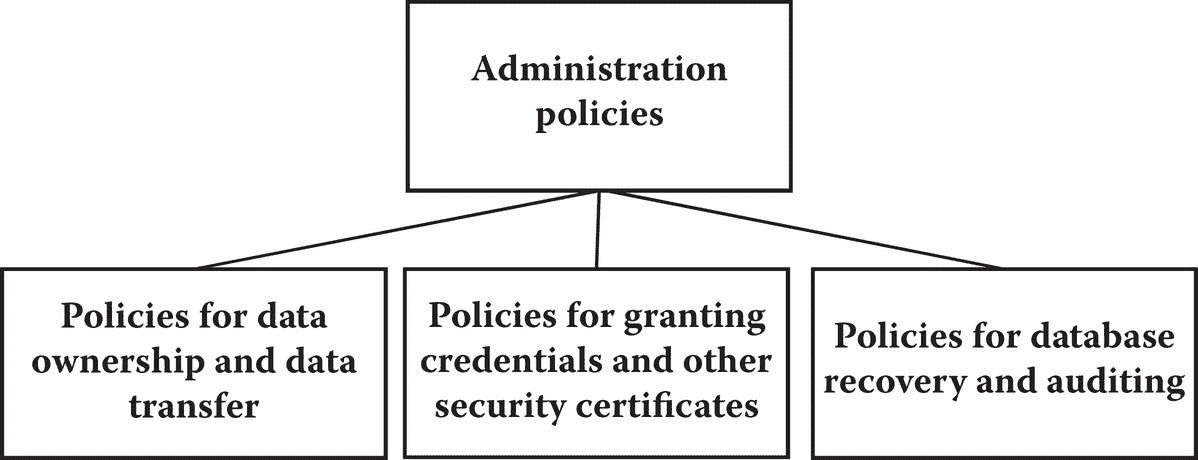 Administration
policies
Policies for data
ownership and data
transfer
Policies for granting
credentials and other
security certificates
Policies for database
recovery and auditing